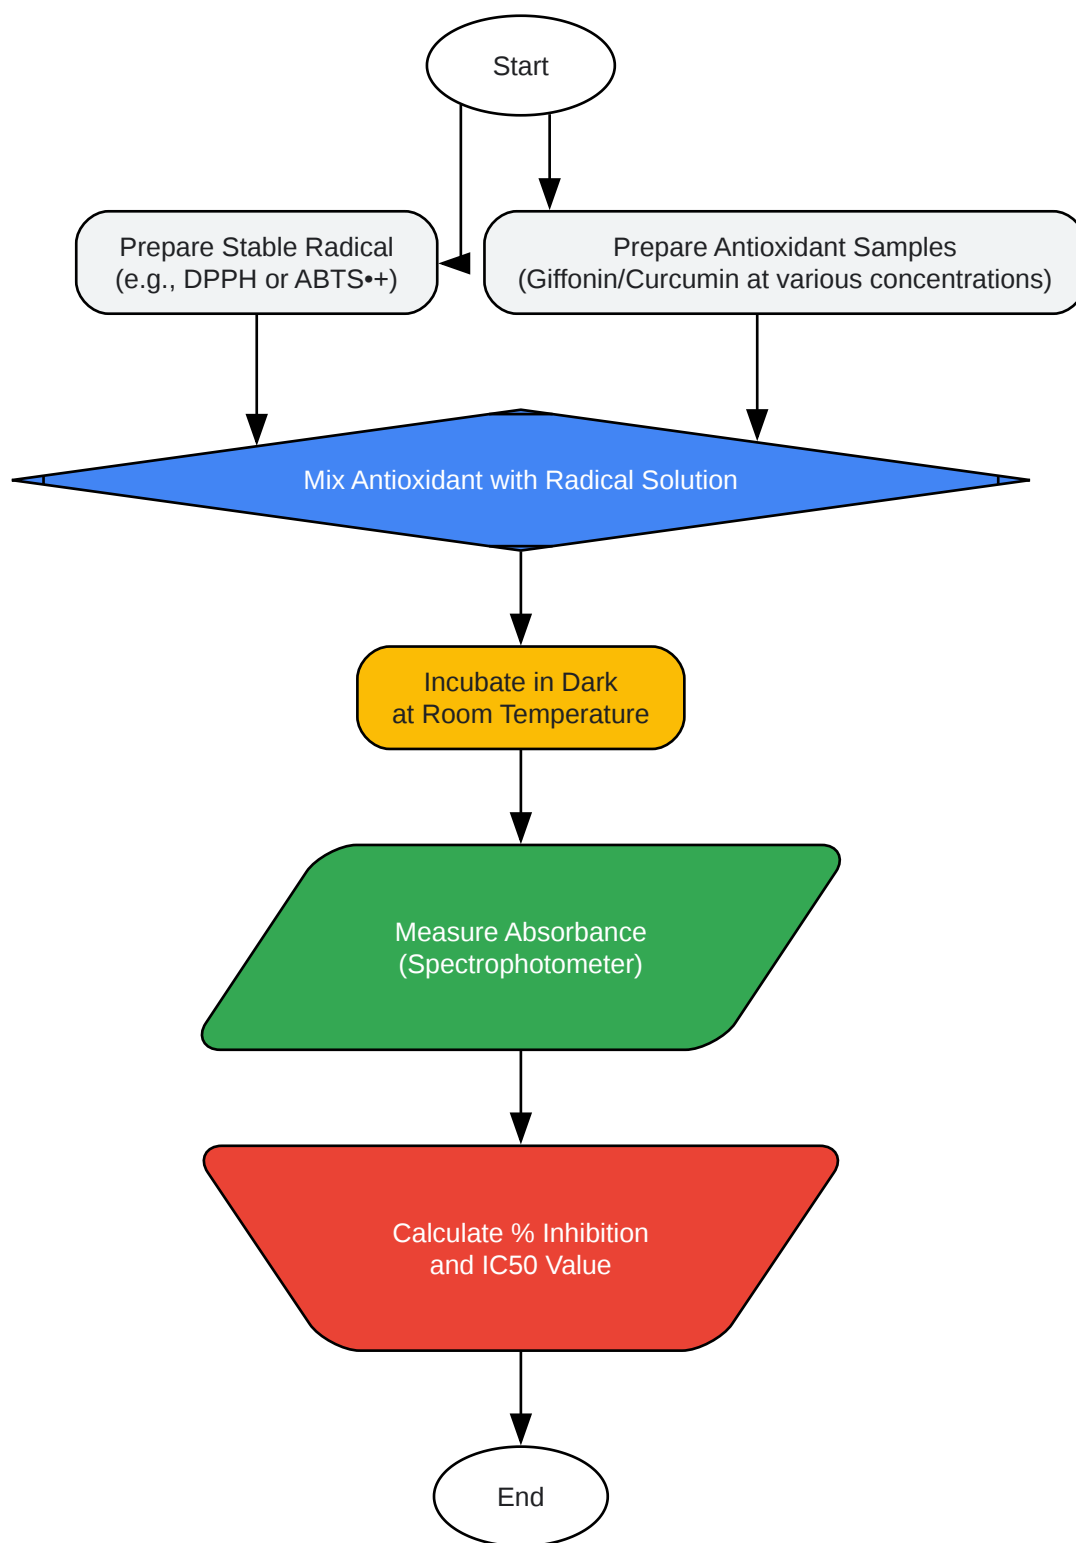 Start
Prepare Stable Radical
(e.g., DPPH or ABTS•+)
Prepare Antioxidant Samples
(Giffonin/Curcumin at various concentrations)
Mix Antioxidant with Radical Solution
Incubate in Dark
at Room Temperature
Measure Absorbance
(Spectrophotometer)
Calculate % Inhibition
and IC50 Value
End